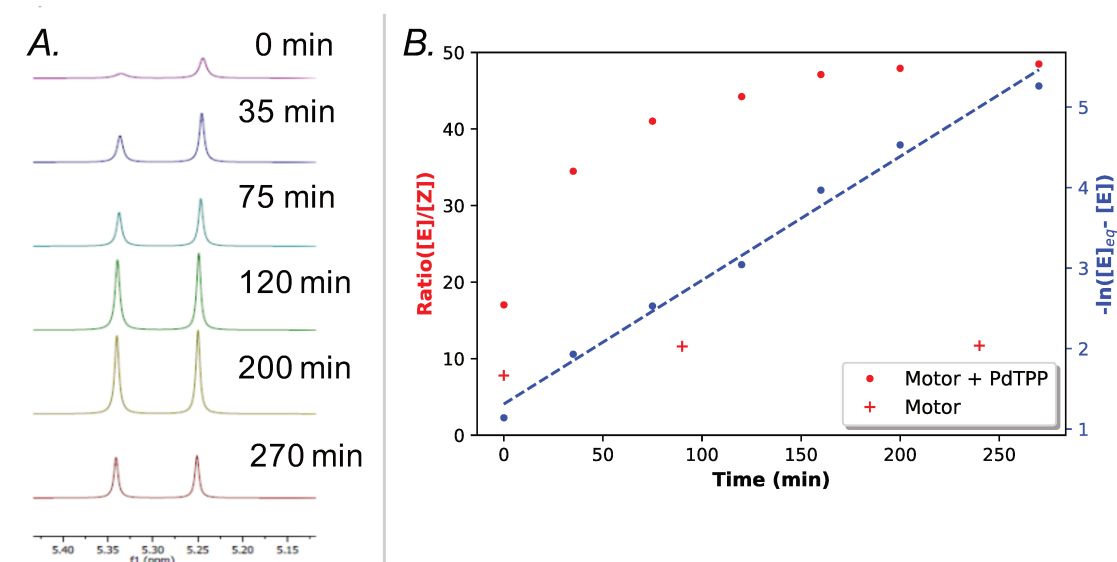 A.
0 min
35 min
75 min
120 min
200 min
270 min
5.40 5.35 5.30 5.25 5.20 5.15
f1 (ppm)
B.
50
40
30
20
10
0
Ratio([E]/[Z])
0 50 100 150 200 250
Time (min)
5
4
3
2
1
-ln([E]eq- [E])
Motor + PdTPP
Motor